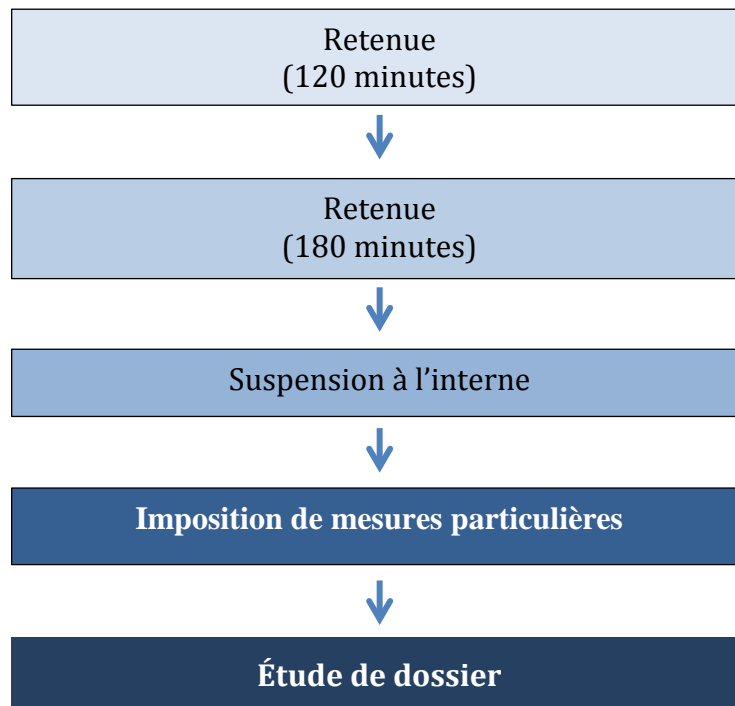 Retenue
(120 minutes)
Retenue
(180 minutes)
Suspension à l’interne
Imposition de mesures particulières
Étude de dossier